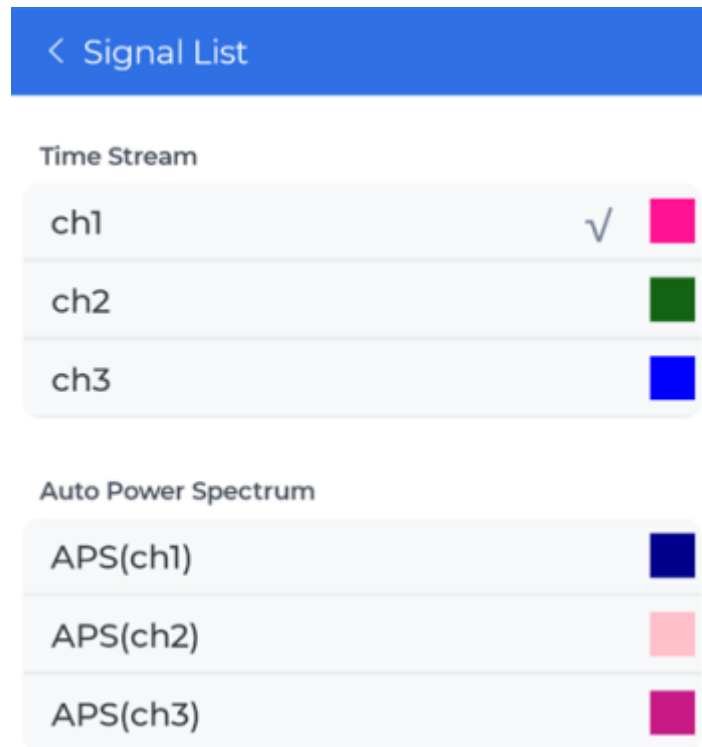 < Signal List
Time Stream
ch1 √
ch2
ch3
Auto Power Spectrum
APS(ch1)
APS(ch2)
APS(ch3)